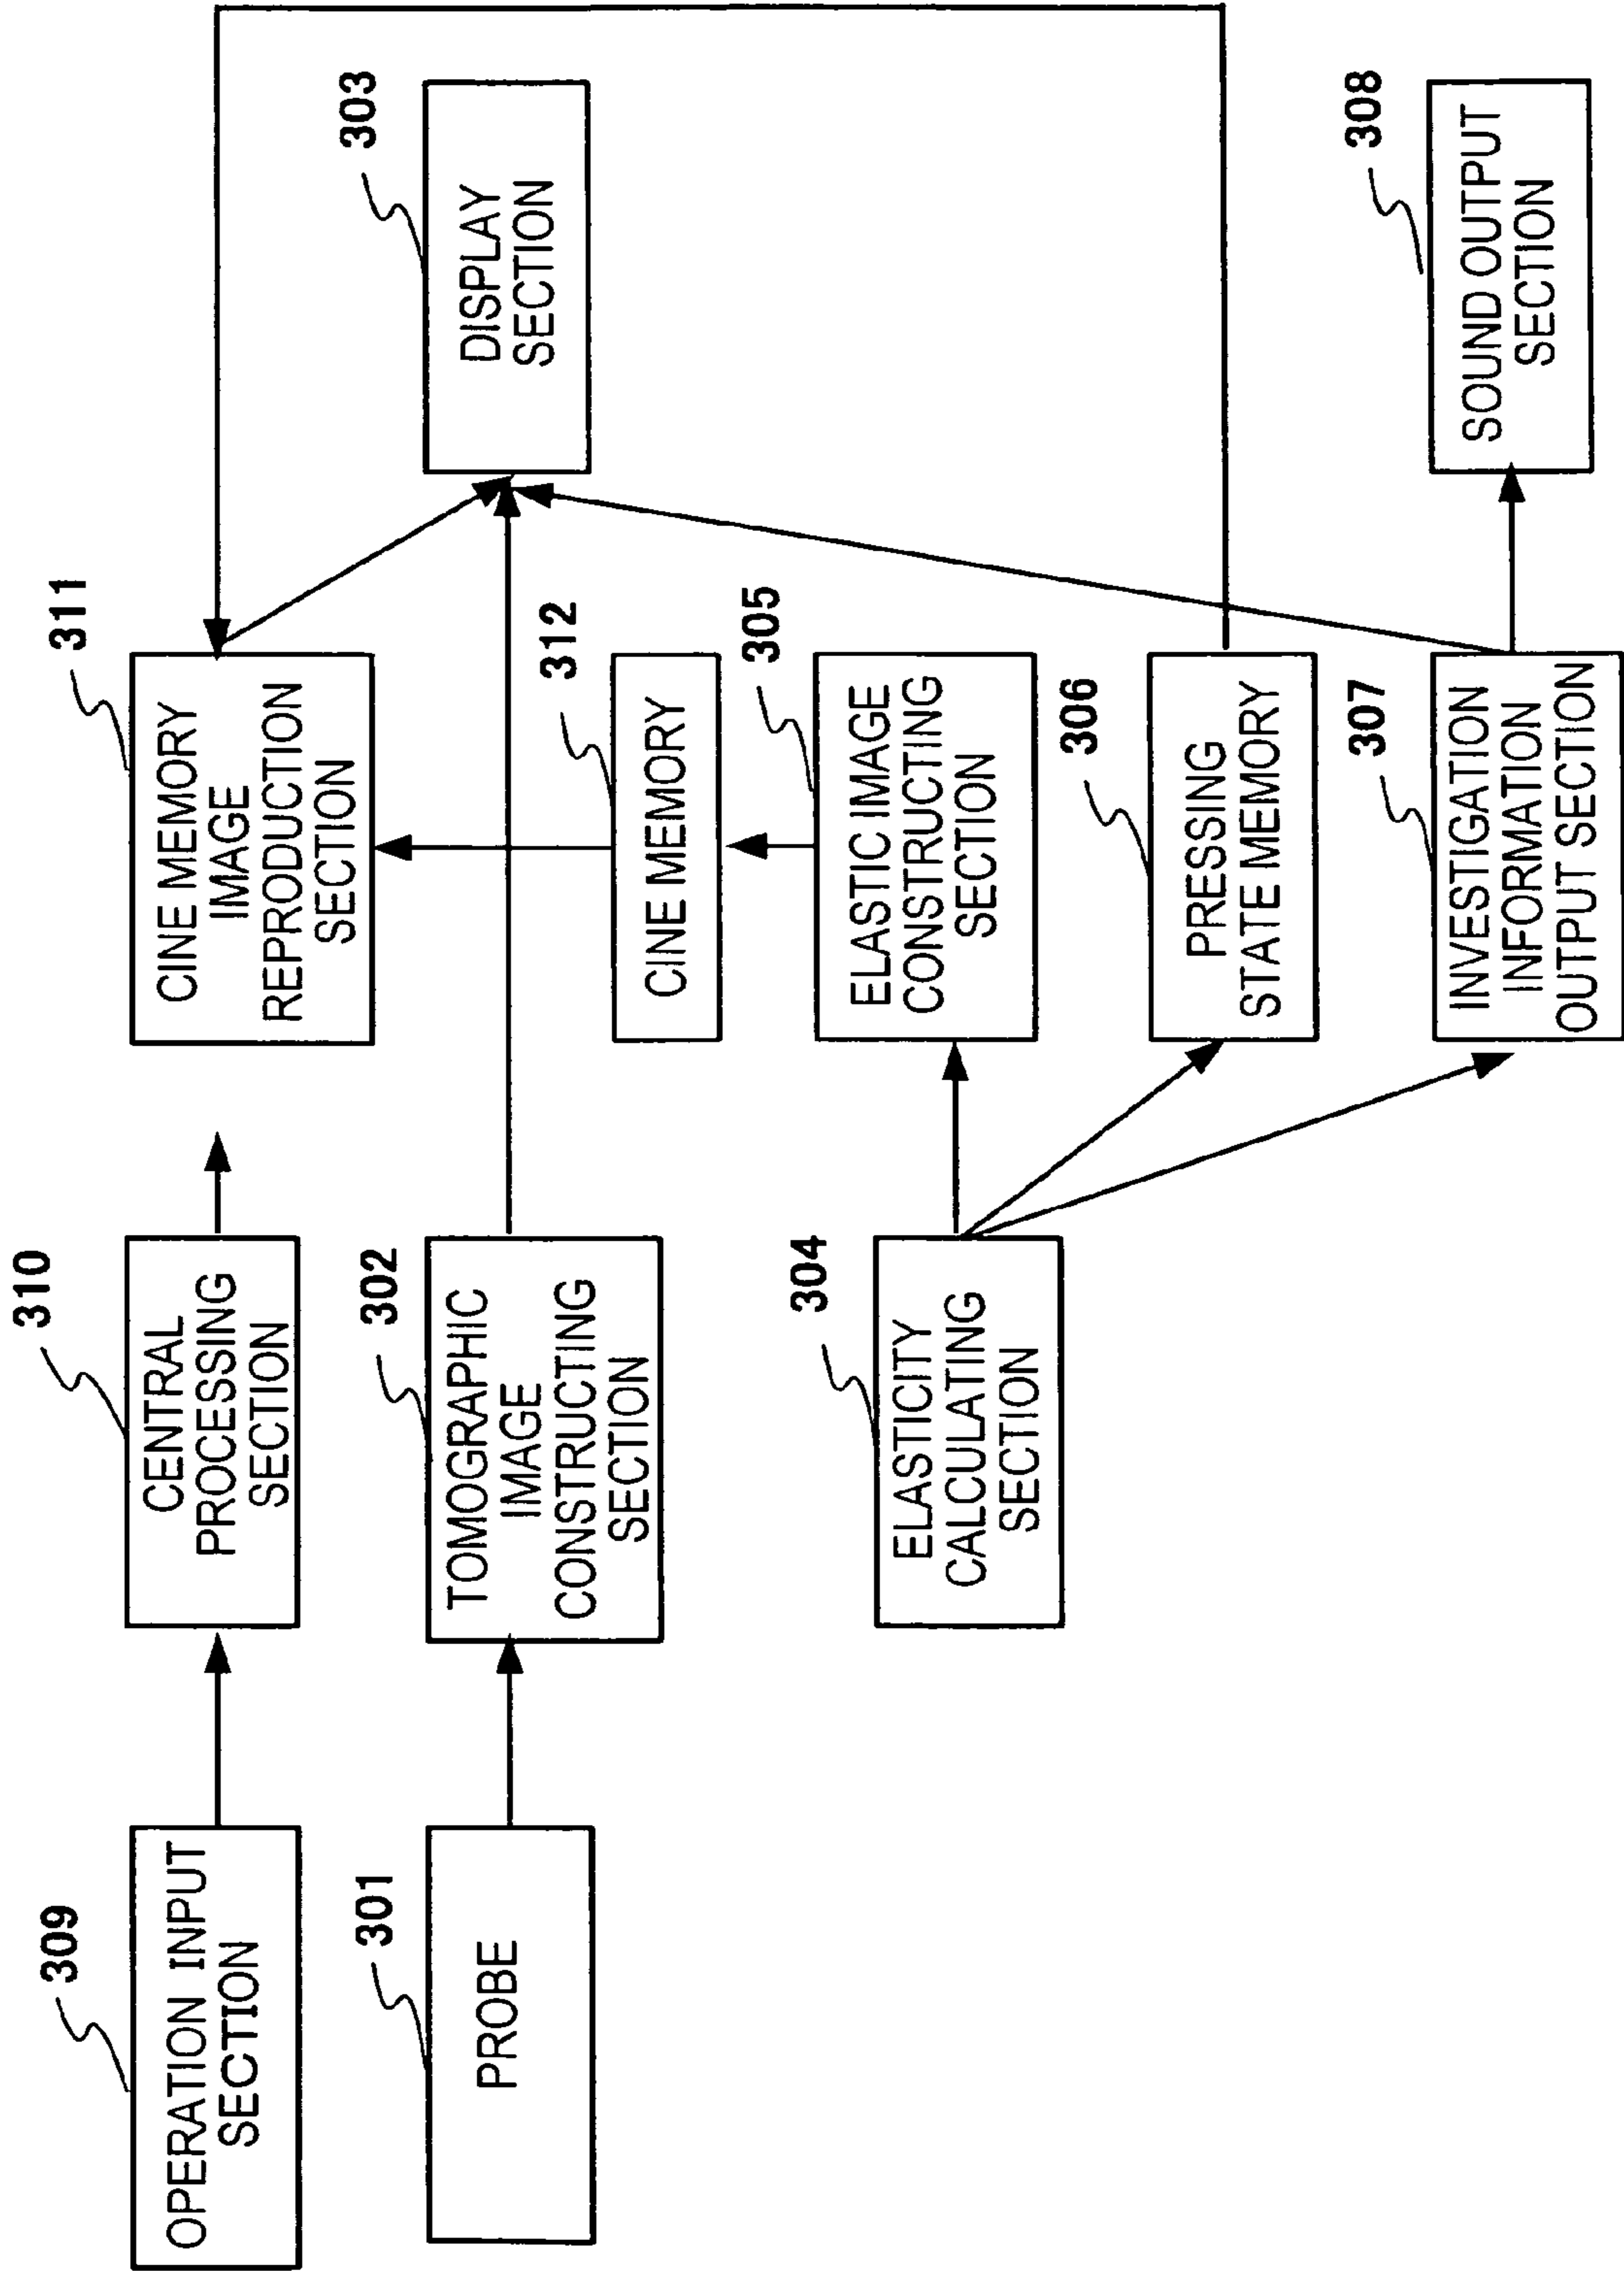 309
OPERATION INPUT
SECTION
310
CENTRAL
PROCESSING
SECTION
311
CINE MEMORY
IMAGE
REPRODUCTION
SECTION
301
PROBE
302
TOMOGRAPHIC
IMAGE
CONSTRUCTING
SECTION
303
DISPLAY
SECTION
312
CINE MEMORY
304
ELASTICITY
CALCULATING
SECTION
305
ELASTIC IMAGE
CONSTRUCTING
SECTION
306
PRESSING
STATE MEMORY
307
INVESTIGATION
INFORMATION
OUTPUT SECTION
308
SOUND OUTPUT
SECTION